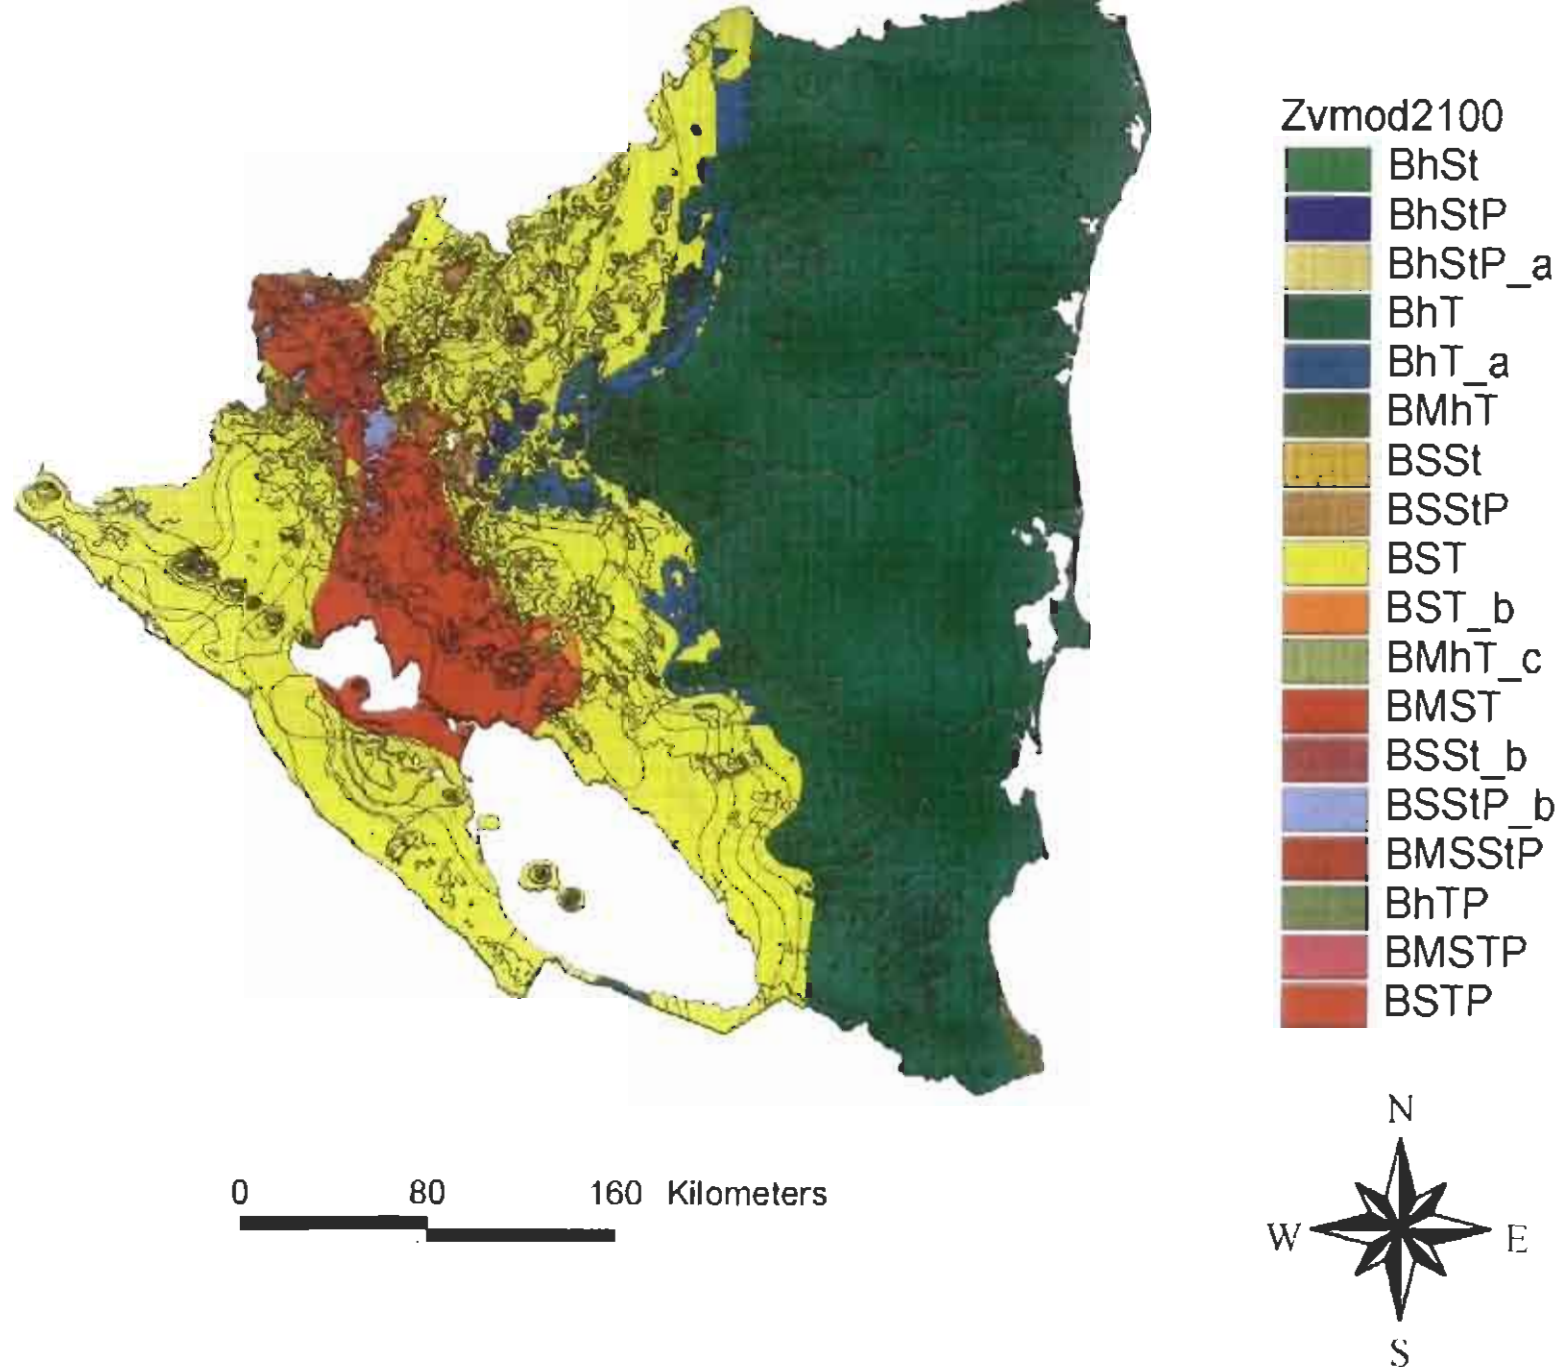 Zvmod2100
BhSt
BhStP
BhStP_a
BhT
BhT_a
BMhT
BSSt
BSStP
BST
BST_b
BMhT_c
BMST
BSSt_b
BSStP_b
BMSStP
BhTP
BMSTP
BSTP
0 80 160 Kilometers
N
W E
S